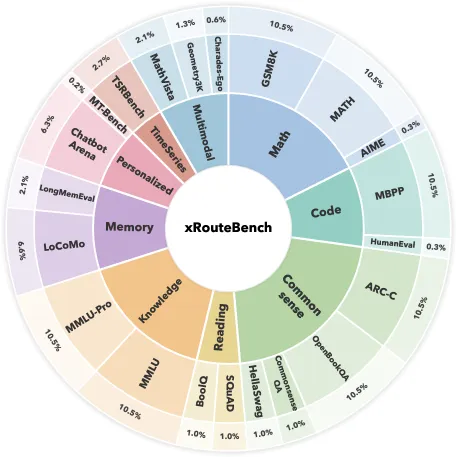 xRouteBench
Math
GSM8K
10.5%
MATH
10.5%
AIME
0.3%
Code
MBPP
10.5%
HumanEval
0.3%
Common
sense
ARC-C
10.5%
OpenBookQA
10.5%
Commonsense
QA
1.0%
HellaSwag
1.0%
Reading
SQuAD
1.0%
BoolQ
1.0%
Knowledge
MMLU
10.5%
MMLU-Pro
10.5%
Memory
LoCoMo
6.6%
LongMemEval
2.1%
Personalized
Chatbot
Arena
6.3%
MT-Bench
0.2%
TimeSeries
TSRBench
2.7%
Multimodal
MathVista
2.1%
Geometry3K
1.3%
Charades-Ego
0.6%